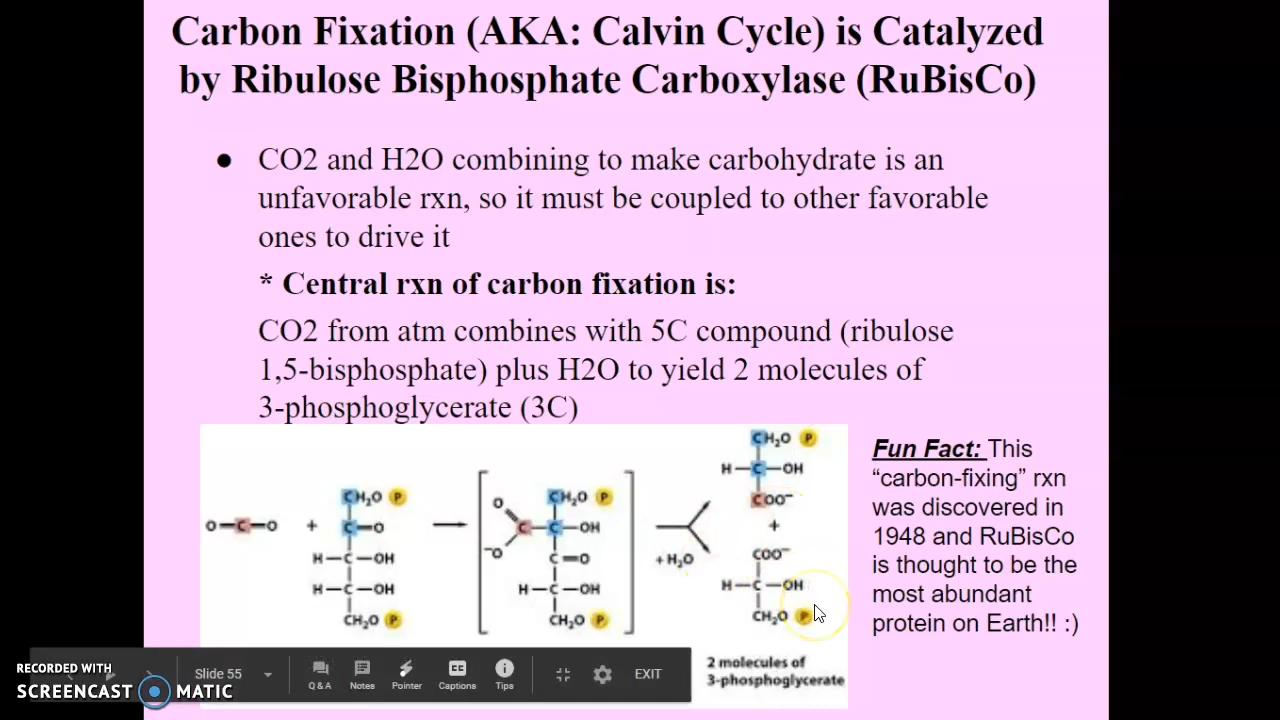 Carbon Fixation (AKA: Calvin Cycle) is Catalyzed
by Ribulose Bisphosphate Carboxylase (RuBisCo)
● CO2 and H2O combining to make carbohydrate is an
unfavorable rxn, so it must be coupled to other favorable
ones to drive it
* Central rxn of carbon fixation is:
CO2 from atm combines with 5C compound (ribulose
1,5-bisphosphate) plus H2O to yield 2 molecules of
3-phosphoglycerate (3C)
O=C=O
+
CH₂O P
C=O
H—C—OH
H—C—OH
CH₂O P
O
⁻O
C
CH₂O P
C—OH
C=O
H—C—OH
CH₂O P
+ H₂O
CH₂O P
H—C—OH
COO⁻
+
COO⁻
H—C—OH
CH₂O P
2 molecules of
3-phosphoglycerate
Fun Fact: This
“carbon-fixing” rxn
was discovered in
1948 and RuBisCo
is thought to be the
most abundant
protein on Earth!! :)
RECORDED WITH
SCREENCAST MATIC
Slide 55
Q & A
Notes
Pointer
CC
Captions
Tips
EXIT